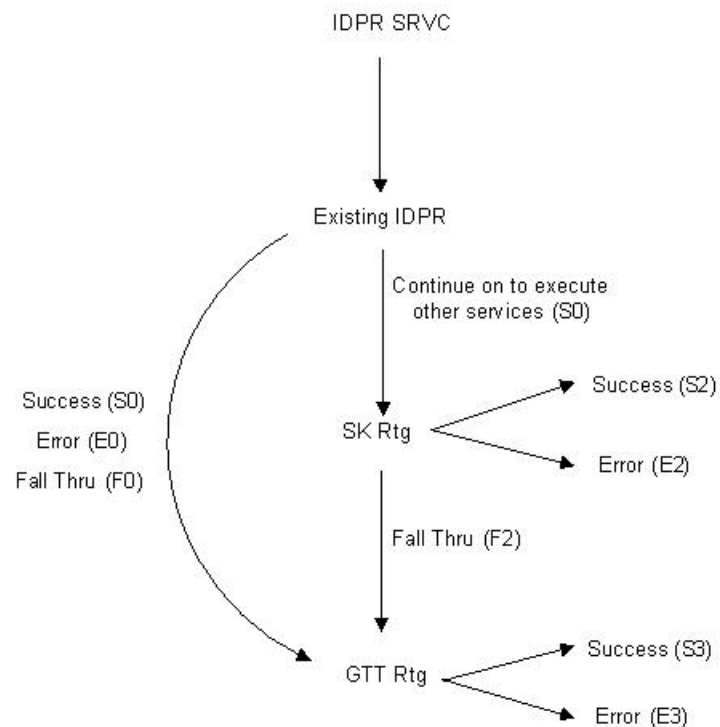 IDPR SRVC
Existing IDPR
Continue on to execute
other services (S0)
Success (S0)
Error (E0)
Fall Thru (F0)
SK Rtg
Success (S2)
Error (E2)
Fall Thru (F2)
GTT Rtg
Success (S3)
Error (E3)